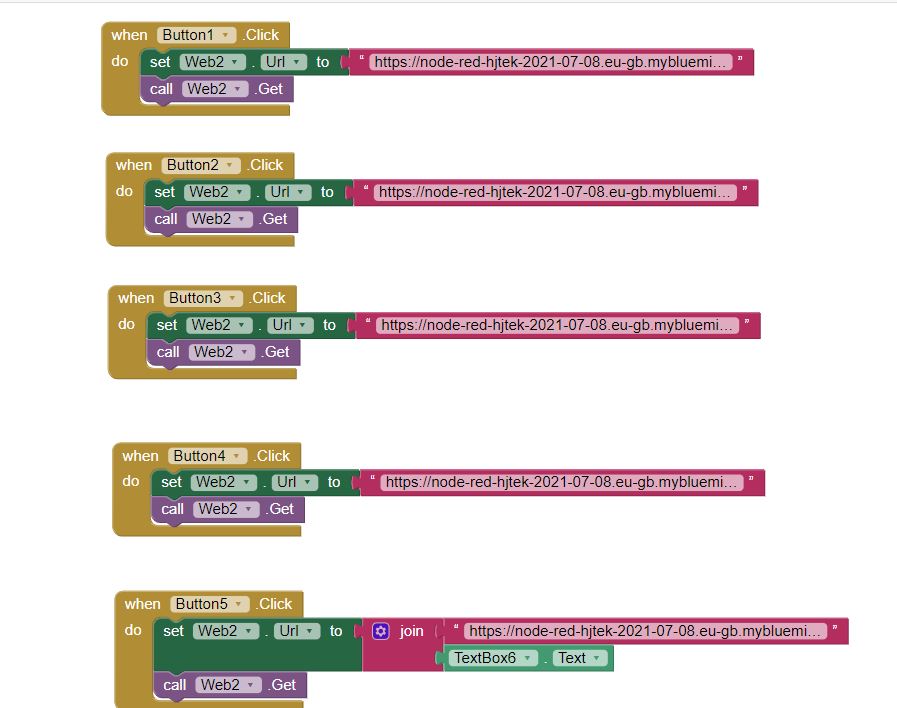 when Button1 .Click
do set Web2 . Url to “ https://node-red-hjtek-2021-07-08.eu-gb.mybluemi... ”
call Web2 .Get
when Button2 .Click
do set Web2 . Url to “ https://node-red-hjtek-2021-07-08.eu-gb.mybluemi... ”
call Web2 .Get
when Button3 .Click
do set Web2 . Url to “ https://node-red-hjtek-2021-07-08.eu-gb.mybluemi... ”
call Web2 .Get
when Button4 .Click
do set Web2 . Url to “ https://node-red-hjtek-2021-07-08.eu-gb.mybluemi... ”
call Web2 .Get
when Button5 .Click
do set Web2 . Url to join “ https://node-red-hjtek-2021-07-08.eu-gb.mybluemi... ”
TextBox6 . Text
call Web2 .Get